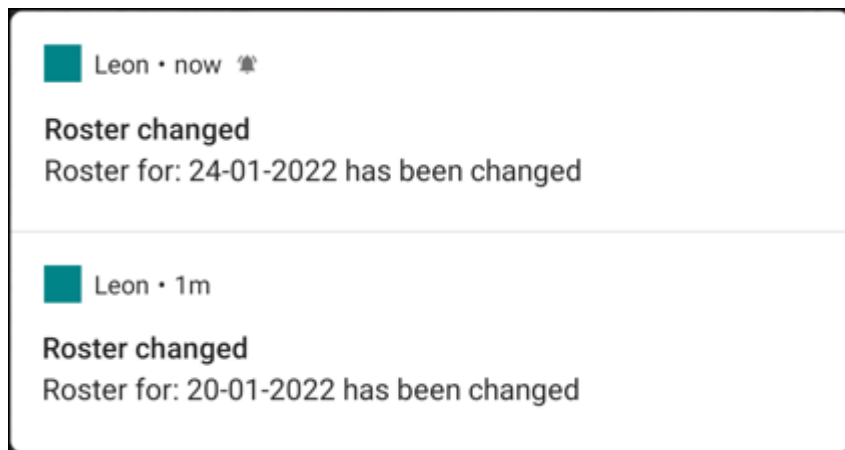 Leon • now
Roster changed
Roster for: 24-01-2022 has been changed
Leon • 1m
Roster changed
Roster for: 20-01-2022 has been changed